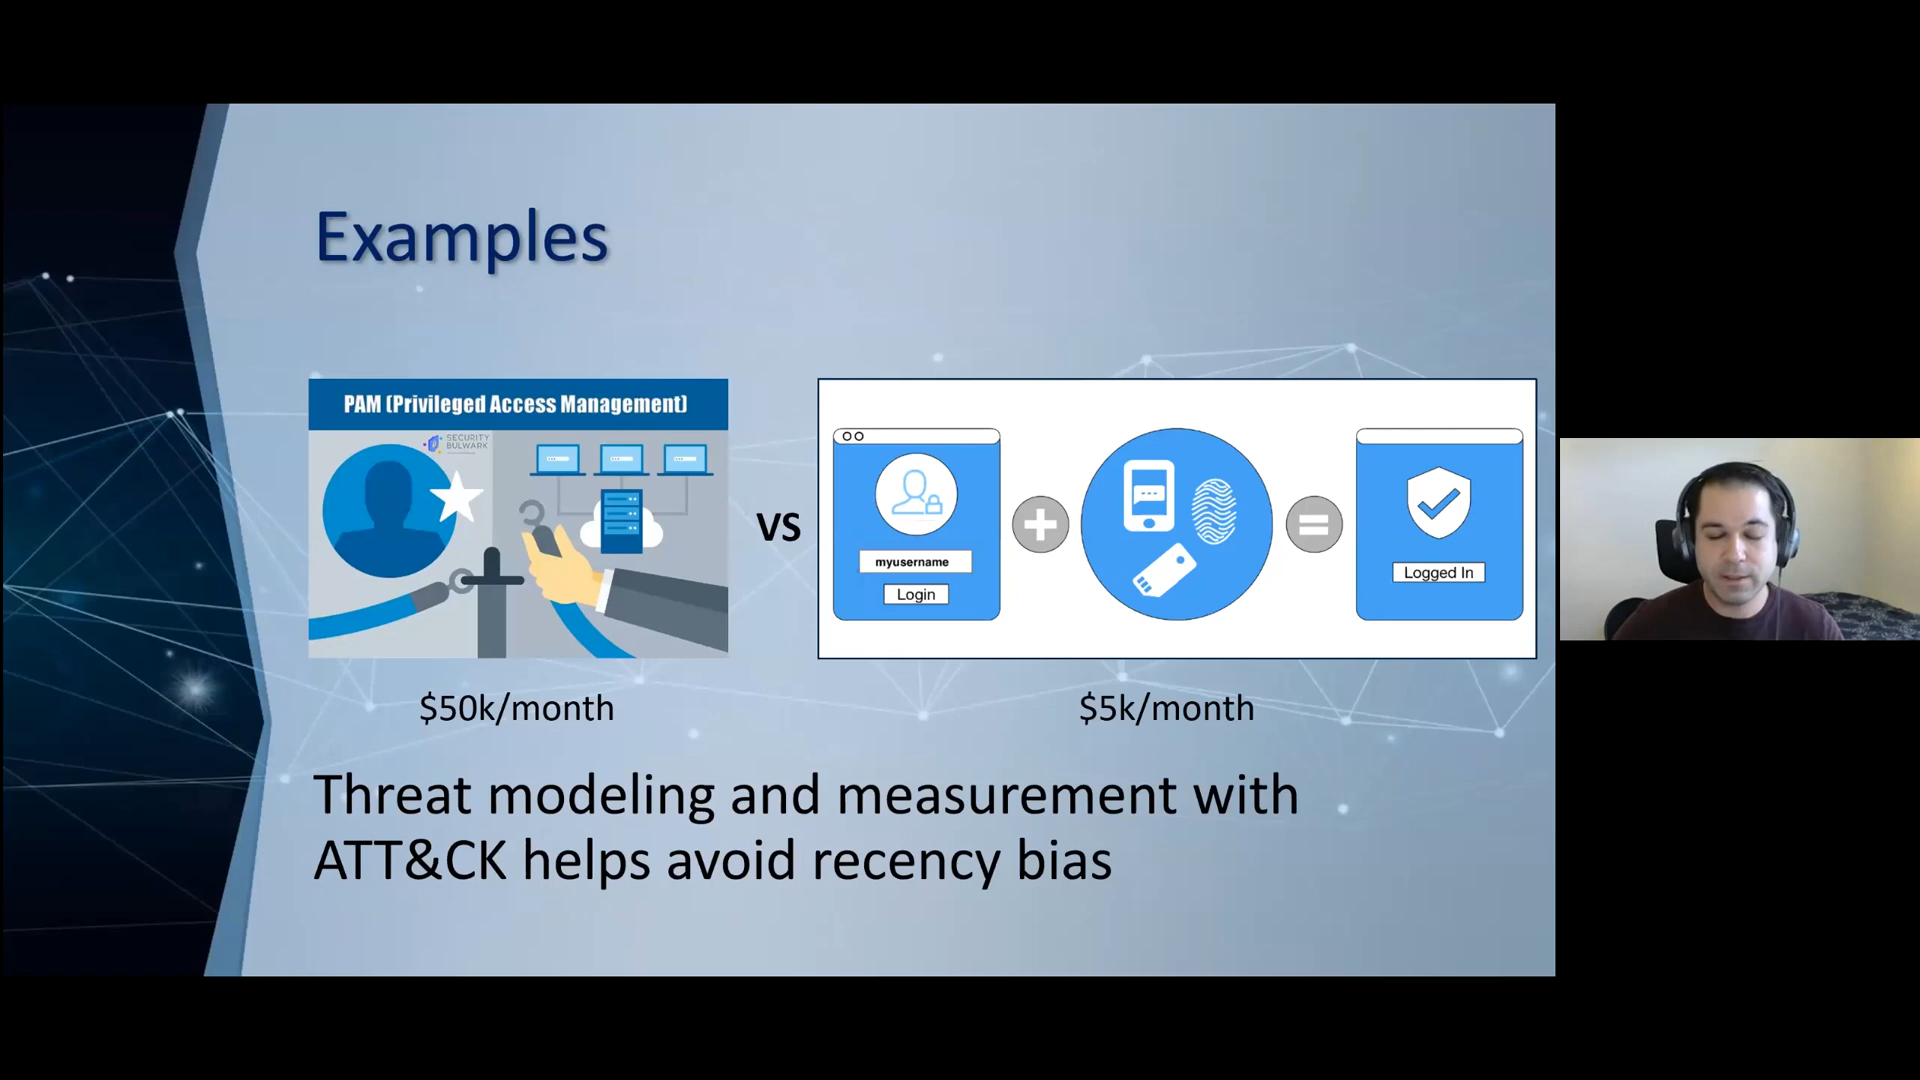 Examples
PAM (Privileged Access Management)
SECURITY
BULWARK
VS
myusername
Login
Logged In
$50k/month
$5k/month
Threat modeling and measurement with
ATT&CK helps avoid recency bias